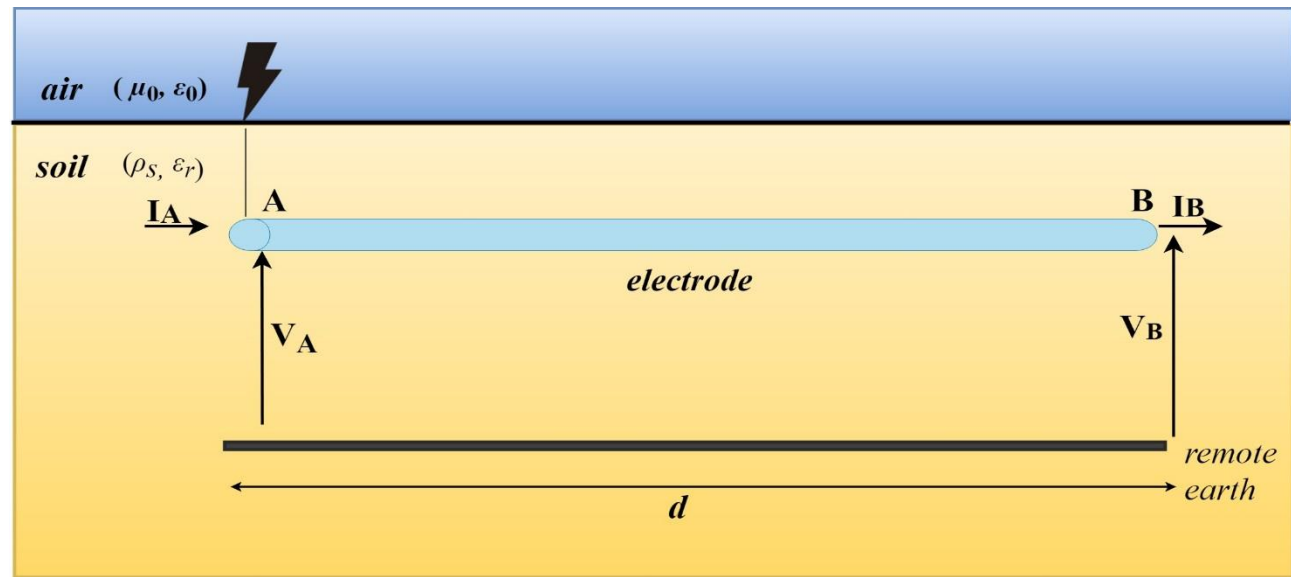 air (μ₀, ε₀)
soil (ρS, εr)
IA
A
B
IB
electrode
VA
VB
remote
earth
d